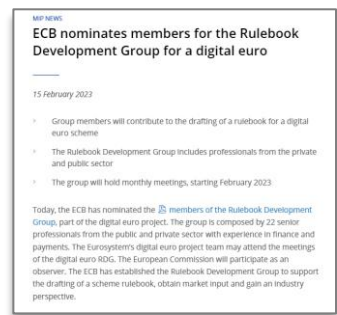 MIP NEWS
ECB nominates members for the Rulebook
Development Group for a digital euro
15 February 2023
Group members will contribute to the drafting of a rulebook for a digital
euro scheme
The Rulebook Development Group includes professionals from the private
and public sector
The group will hold monthly meetings, starting February 2023
Today, the ECB has nominated the members of the Rulebook Development
Group, part of the digital euro project. The group is composed by 22 senior
professionals from the public and private sector with experience in finance and
payments. The Eurosystem's digital euro project team may attend the meetings
of the digital euro RDG. The European Commission will participate as an
observer. The ECB has established the Rulebook Development Group to support
the drafting of a scheme rulebook, obtain market input and gain an industry
perspective.